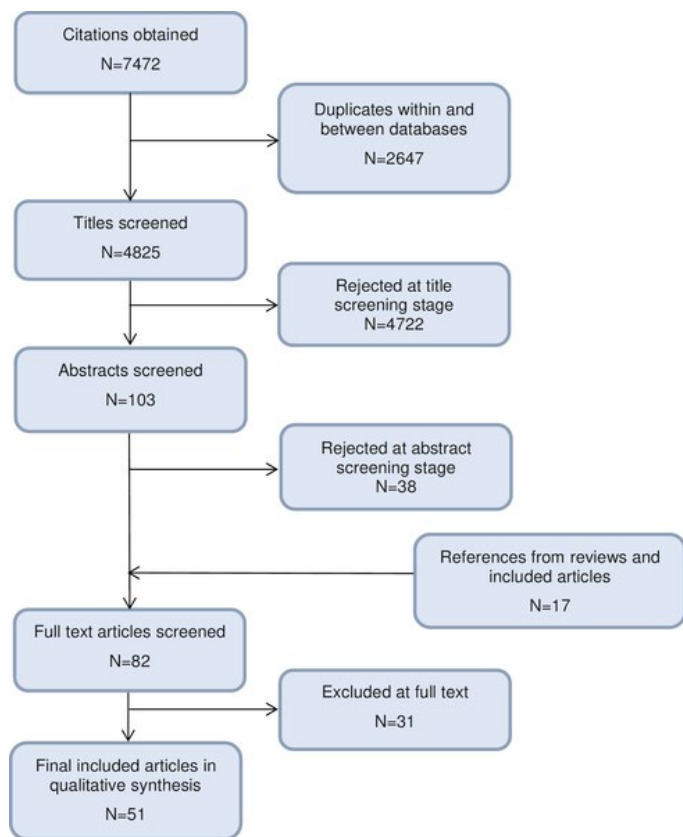 Citations obtained
N=7472
Duplicates within and
between databases
N=2647
Titles screened
N=4825
Rejected at title
screening stage
N=4722
Abstracts screened
N=103
Rejected at abstract
screening stage
N=38
References from reviews and
included articles
N=17
Full text articles screened
N=82
Excluded at full text
N=31
Final included articles in
qualitative synthesis
N=51